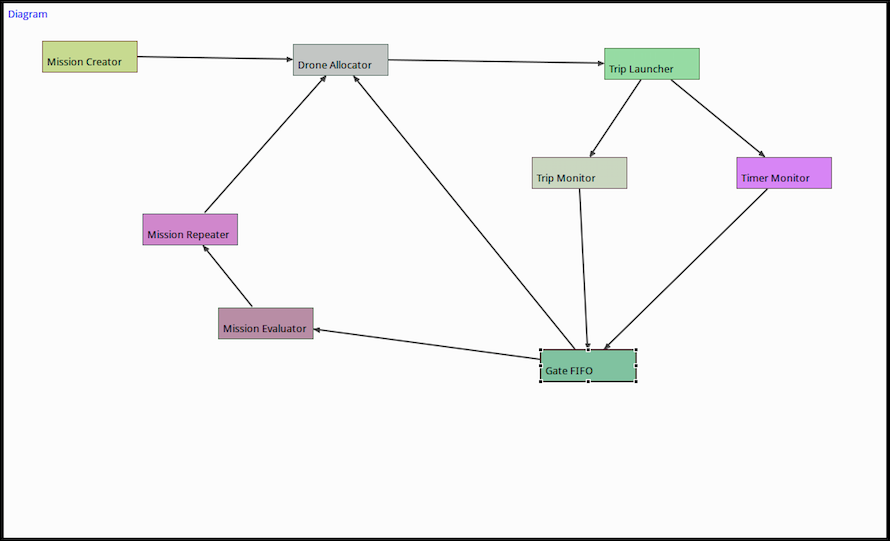 Diagram
Mission Creator
Drone Allocator
Trip Launcher
Trip Monitor
Timer Monitor
Mission Repeater
Mission Evaluator
Gate FIFO